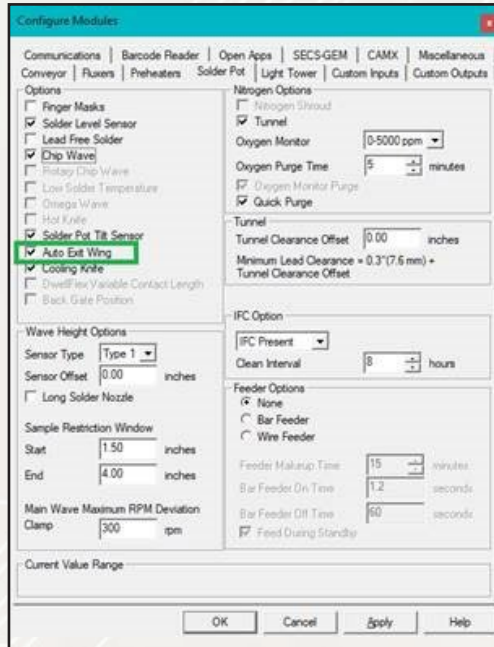 Configure Modules
Communications | Barcode Reader | Open Apps | SECS-GEM | CAMX | Miscellaneous
Conveyor | Fluxers | Preheaters | Solder Pot | Light Tower | Custom Inputs | Custom Outputs
Options
Finger Masks
Solder Level Sensor
Lead Free Solder
Chip Wave
Rotary Chip Wave
Low Solder Temperature
Omega Wave
Hot Knife
Solder Pot Tilt Sensor
Auto Exit Wing
Cooling Knife
DwellFlex Variable Contact Length
Back Gate Position
Wave Height Options
Sensor Type Type 1
Sensor Offset 0.00 inches
Long Solder Nozzle
Sample Restriction Window
Start 1.50 inches
End 4.00 inches
Main Wave Maximum RPM Deviation
Clamp 300 rpm
Nitrogen Options
Nitrogen Shroud
Tunnel
Oxygen Monitor 0-5000 ppm
Oxygen Purge Time 5 minutes
Oxygen Monitor Purge
Quick Purge
Tunnel
Tunnel Clearance Offset 0.00 inches
Minimum Lead Clearance = 0.3"(7.6 mm) +
Tunnel Clearance Offset
IFC Option
IFC Present
Clean Interval 8 hours
Feeder Options
None
Bar Feeder
Wire Feeder
Feeder Makeup Time 15 minutes
Bar Feeder On Time 1.2 seconds
Bar Feeder Off Time 60 seconds
Feed During Standby
Current Value Range
OK Cancel Apply Help